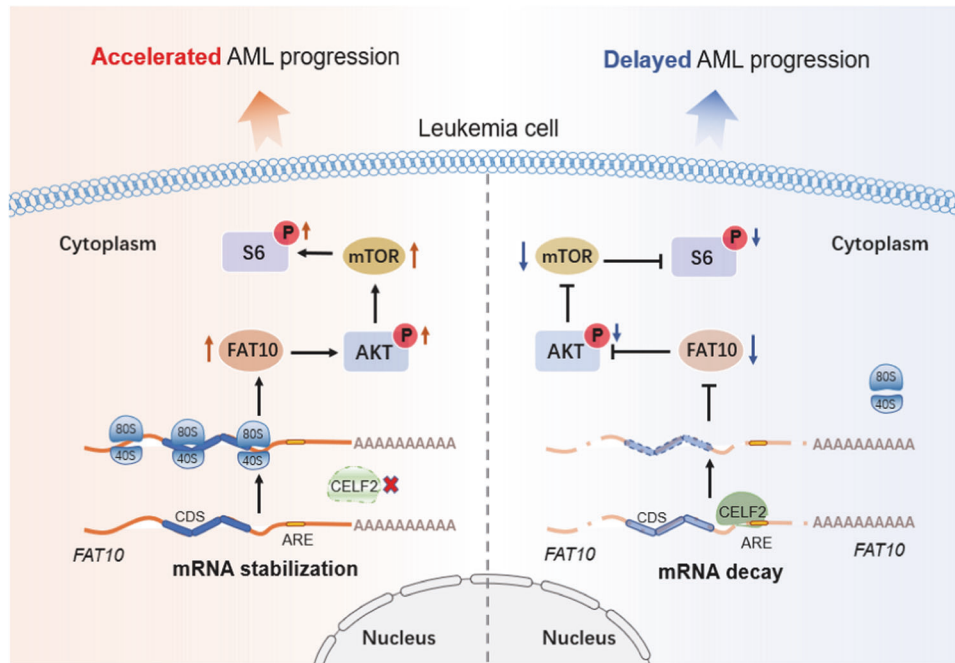 Accelerated AML progression
Delayed AML progression
Leukemia cell
Cytoplasm
Cytoplasm
P
S6
mTOR
mTOR
P
S6
FAT10
P
AKT
P
AKT
FAT10
80S
40S
80S
40S
80S
40S
AAAAAAAAAA
80S
40S
AAAAAAAAAA
CELF2
CELF2
CDS
ARE
AAAAAAAAAA
CDS
ARE
AAAAAAAAAA
FAT10
FAT10
FAT10
mRNA stabilization
mRNA decay
Nucleus
Nucleus